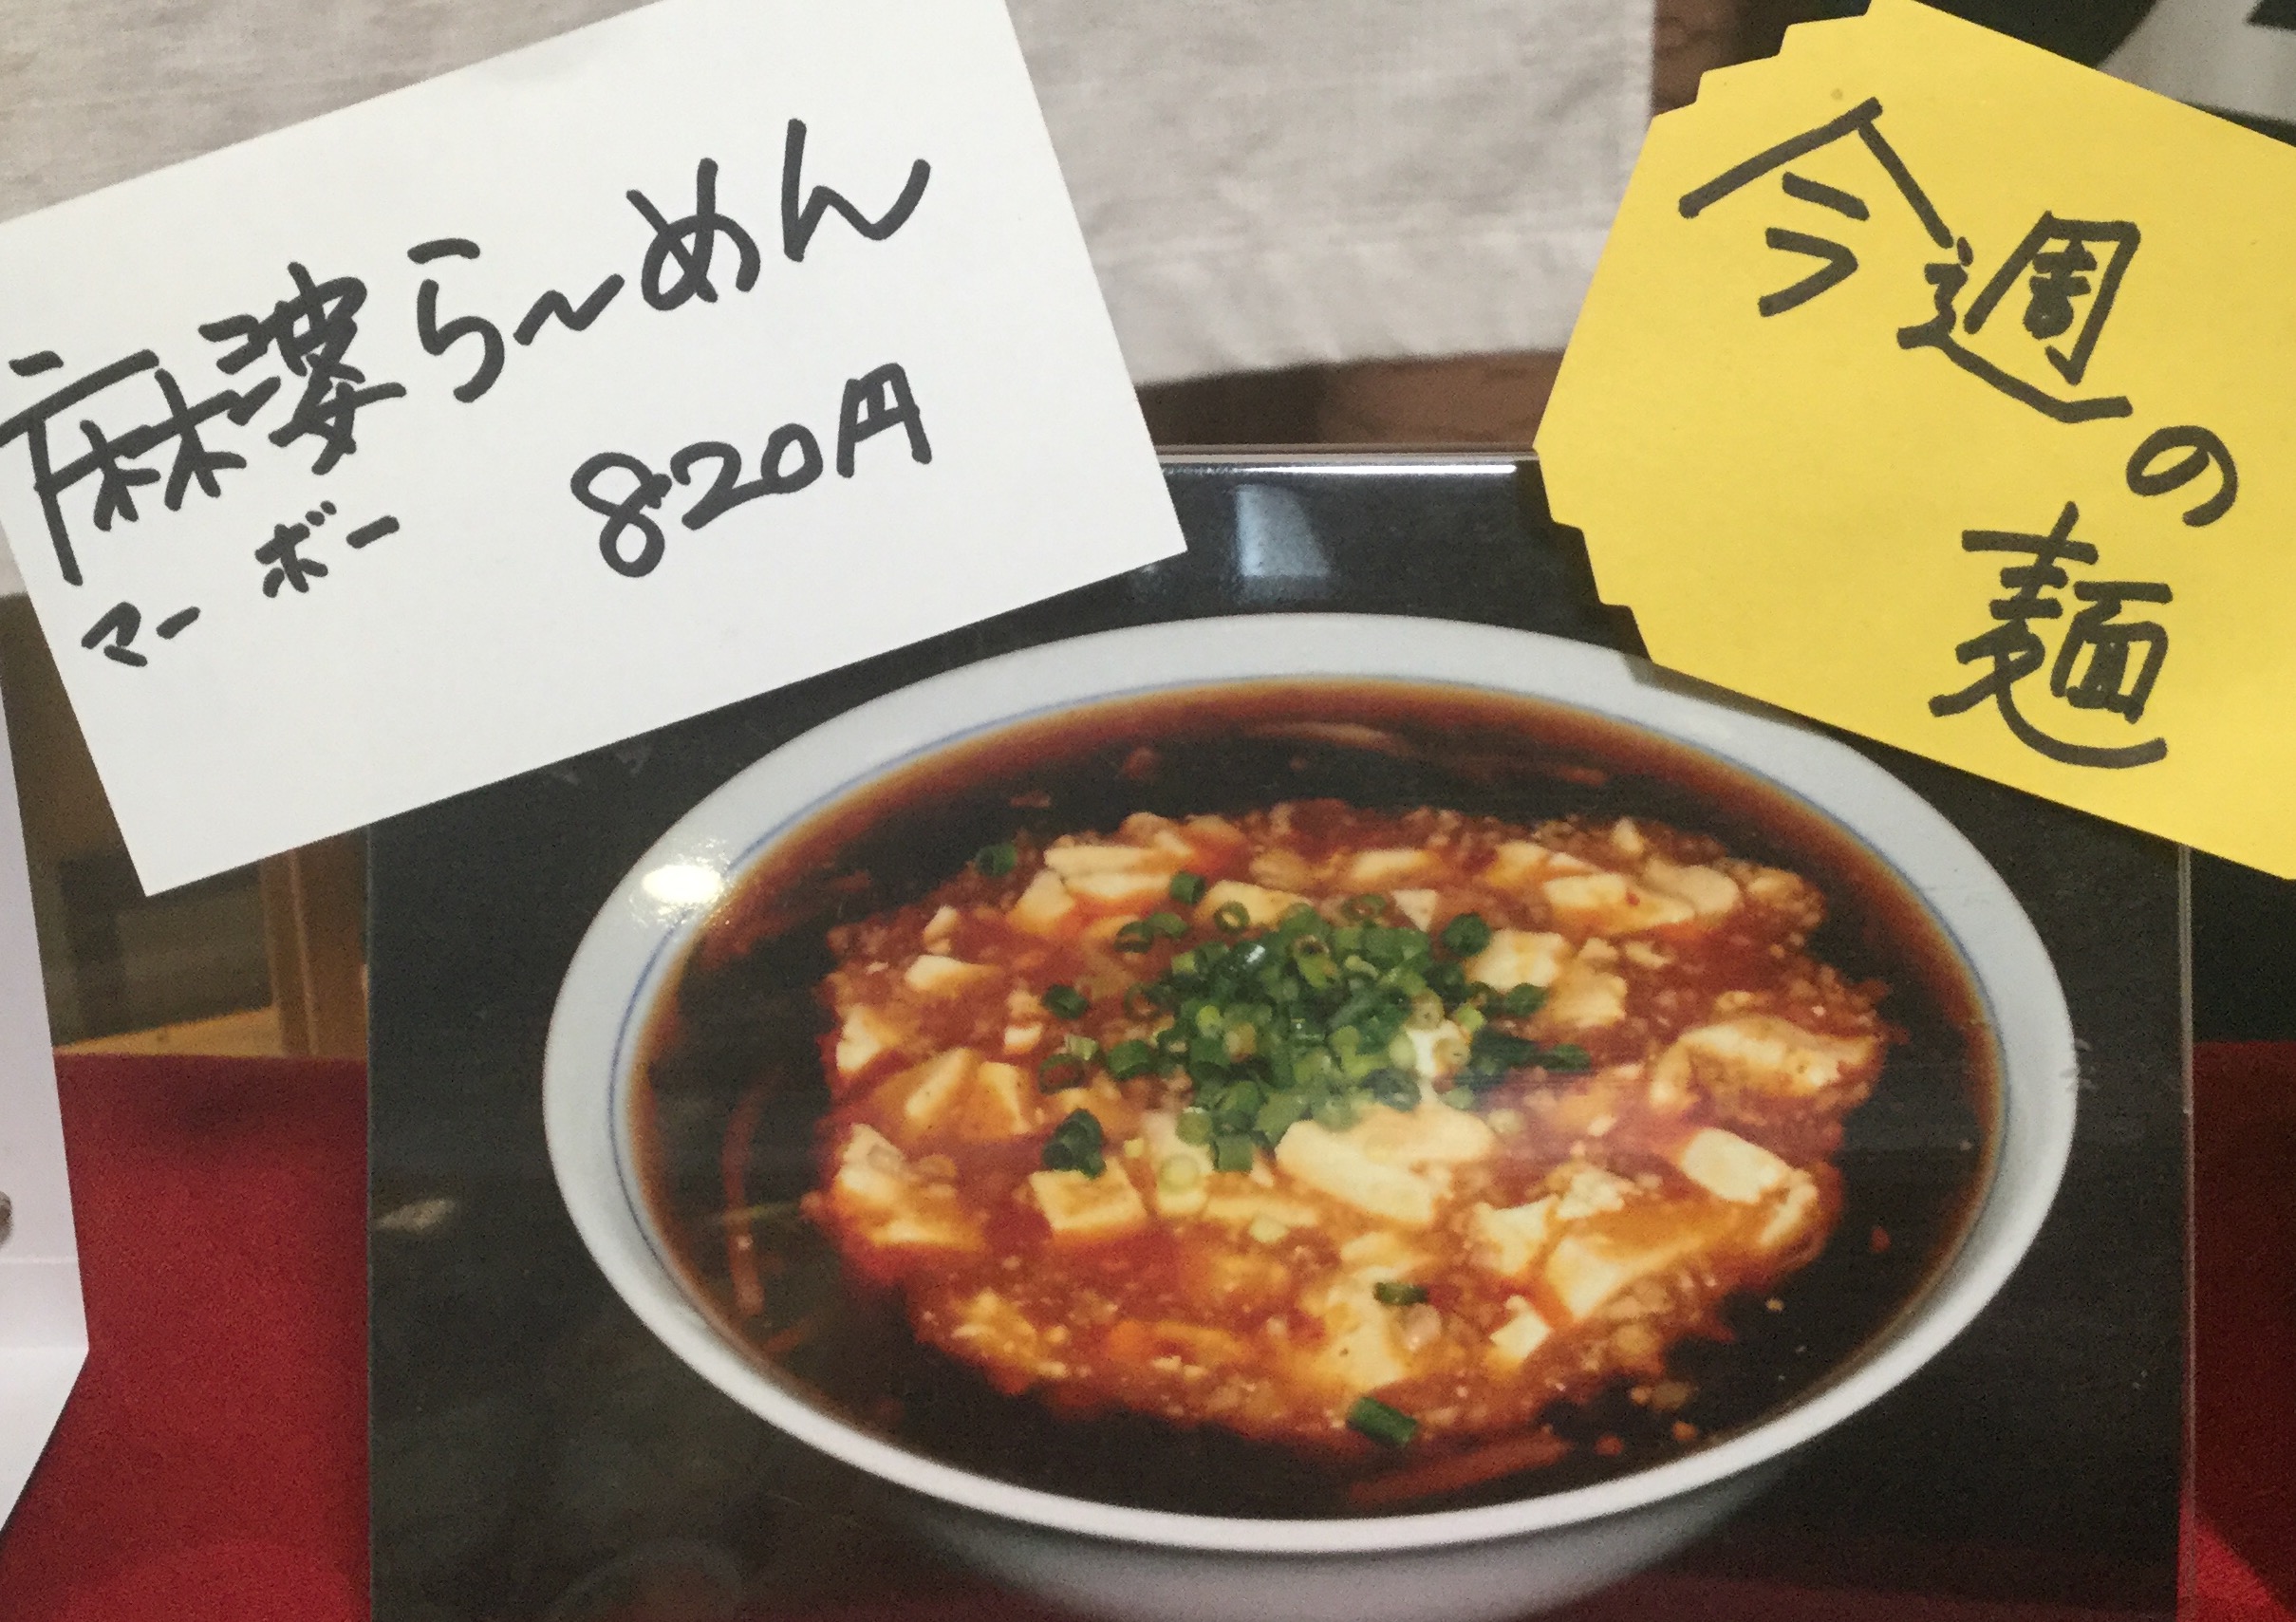 麻婆ら〜めん
マーボー
820円
今週の
麺